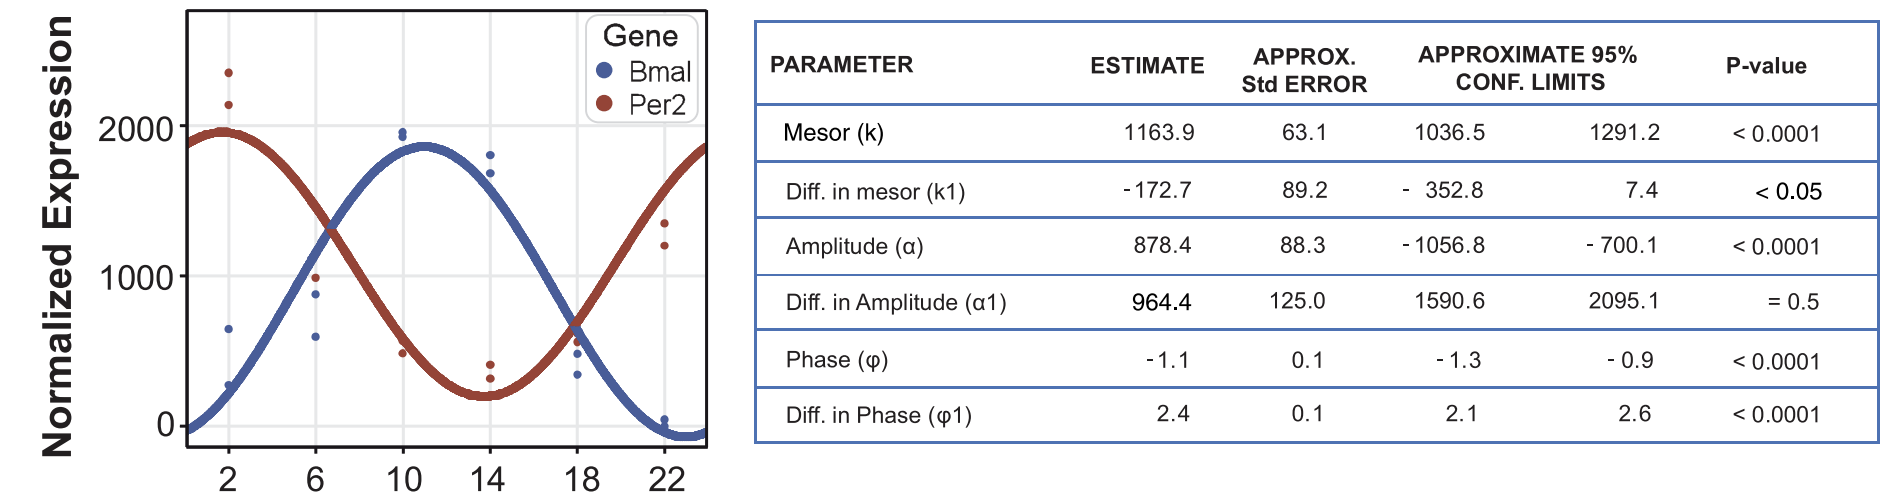 Normalized Expression
2000
1000
0
2
6
10
14
18
22
Gene
Bmal
Per2
PARAMETER ESTIMATE APPROX. Std ERROR APPROXIMATE 95% CONF. LIMITS P-value
Mesor (k) 1163.9 63.1 1036.5 1291.2 < 0.0001
Diff. in mesor (k1) -172.7 89.2 - 352.8 7.4 < 0.05
Amplitude (α) 878.4 88.3 -1056.8 -700.1 < 0.0001
Diff. in Amplitude (α1) 964.4 125.0 1590.6 2095.1 = 0.5
Phase (φ) -1.1 0.1 -1.3 -0.9 < 0.0001
Diff. in Phase (φ1) 2.4 0.1 2.1 2.6 < 0.0001